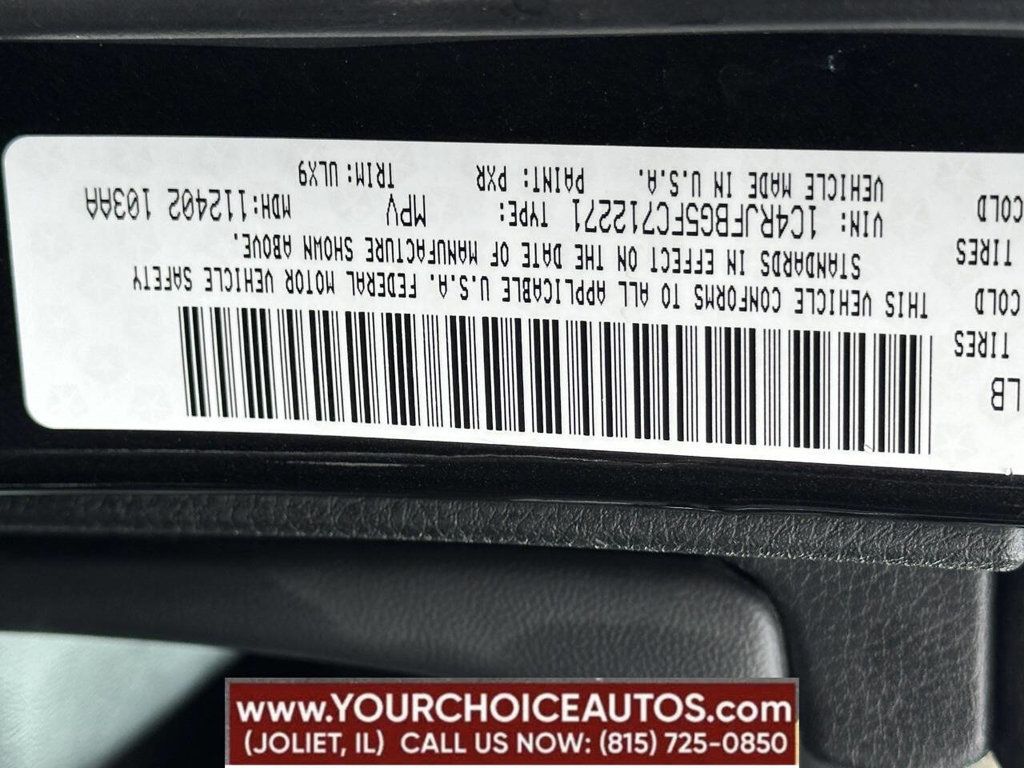 LB
TIRES
COLD
TIRES
COLD
THIS VEHICLE CONFORMS TO ALL APPLICABLE U.S.A. FEDERAL MOTOR VEHICLE SAFETY
STANDARDS IN EFFECT ON THE DATE OF MANUFACTURE SHOWN ABOVE.
VIN: 1C4RJFBG5FC712271 TYPE: MPV MDH:112402 103AA
VEHICLE MADE IN U.S.A. PAINT: PXR TRIM:ULX9
www.YOURCHOICEAUTOS.com
(JOLIET, IL) CALL US NOW: (815) 725-0850